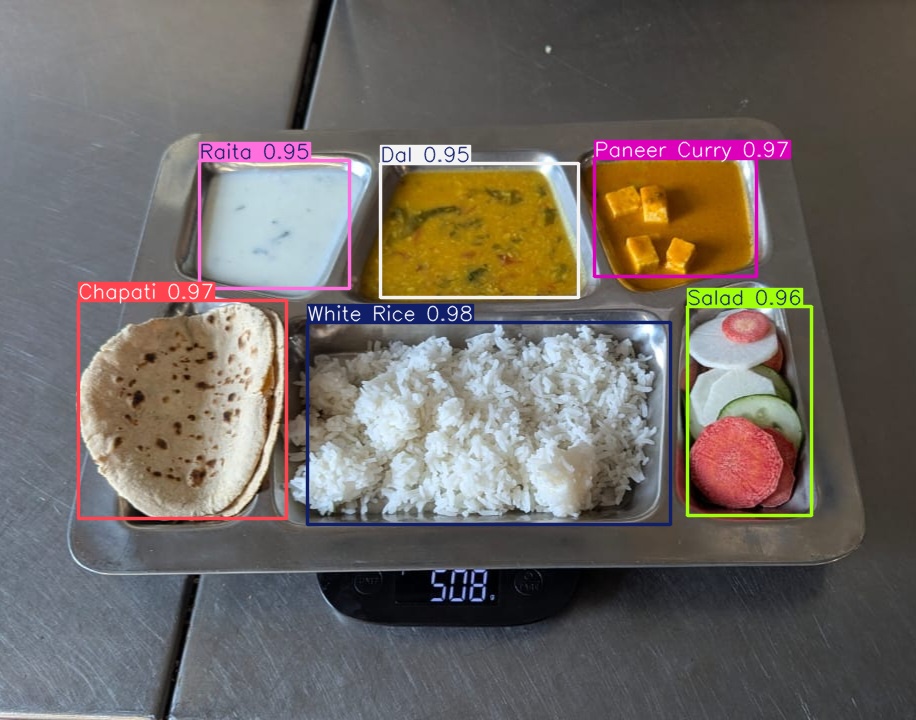 Raita 0.95
Dal 0.95
Paneer Curry 0.97
Chapati 0.97
White Rice 0.98
Salad 0.96
508.